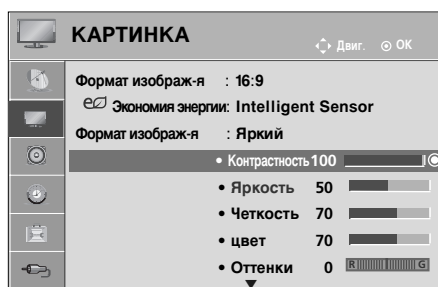 КАРТИНКА
Двиг. OK
Формат изображ-я : 16:9
Экономия энергии: Intelligent Sensor
Формат изображ-я : Яркий
• Контрастность 100
• Яркость 50
• Четкость 70
• цвет 70
• Оттенки 0 R G